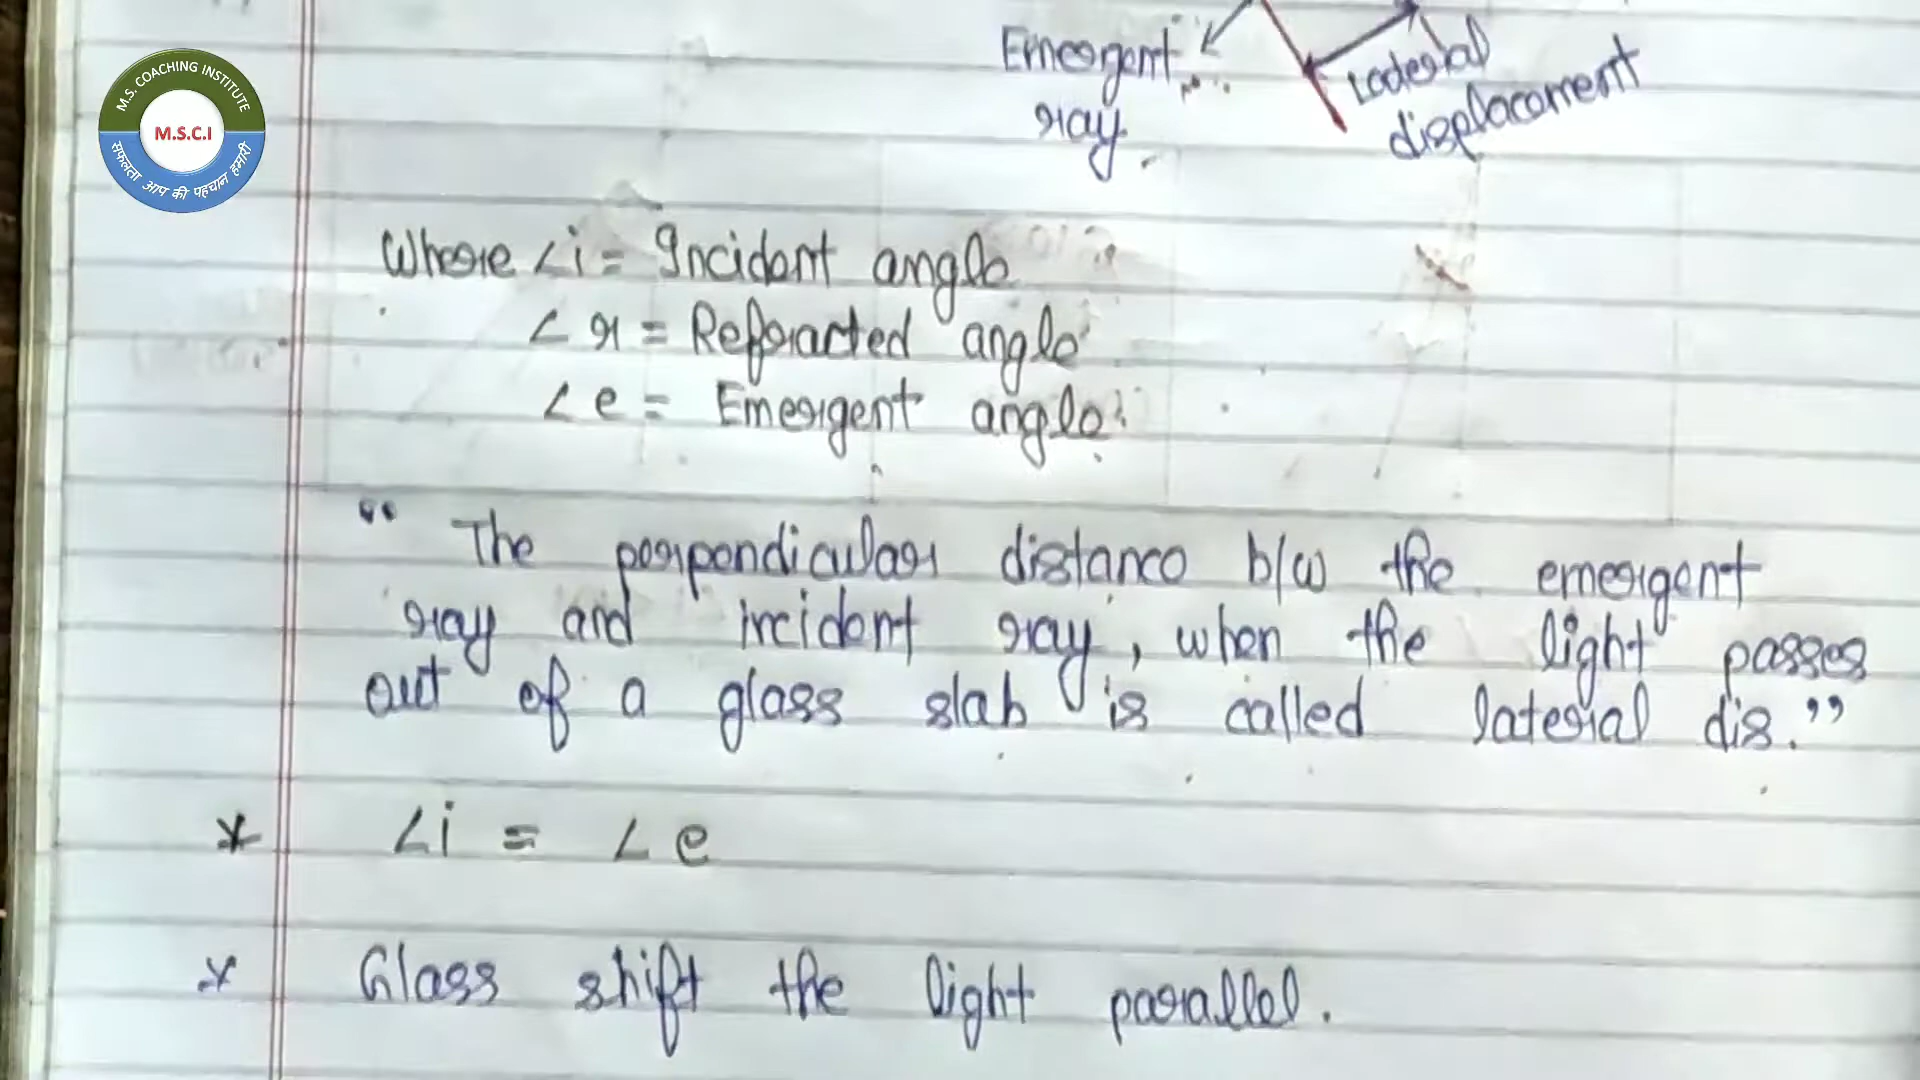 M.S. COACHING INSTITUTE
M.S.C.I
सफलता आप की पहचान हमारी
Emergent
ray
Lateral
displacement
Where ∠i = Incident angle
∠r = Refracted angle
∠e = Emergent angle
“ The perpendicular distance b/w the emergent
ray and incident ray, when the light passes
out of a glass slab is called laterial dis.”
* ∠i = ∠e
* Glass shift the light parallel.